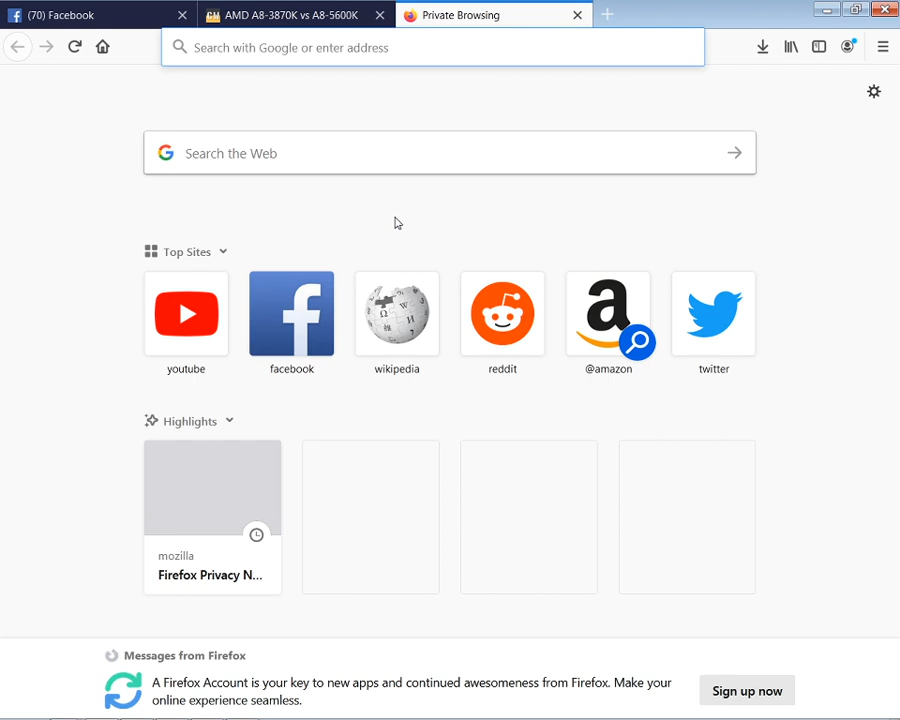 (70) Facebook
AMD A8-3870K vs A8-5600K
Private Browsing
Search with Google or enter address
Search the Web
Top Sites
youtube
facebook
wikipedia
reddit
@amazon
twitter
Highlights
mozilla
Firefox Privacy N...
Messages from Firefox
A Firefox Account is your key to new apps and continued awesomeness from Firefox. Make your
online experience seamless.
Sign up now